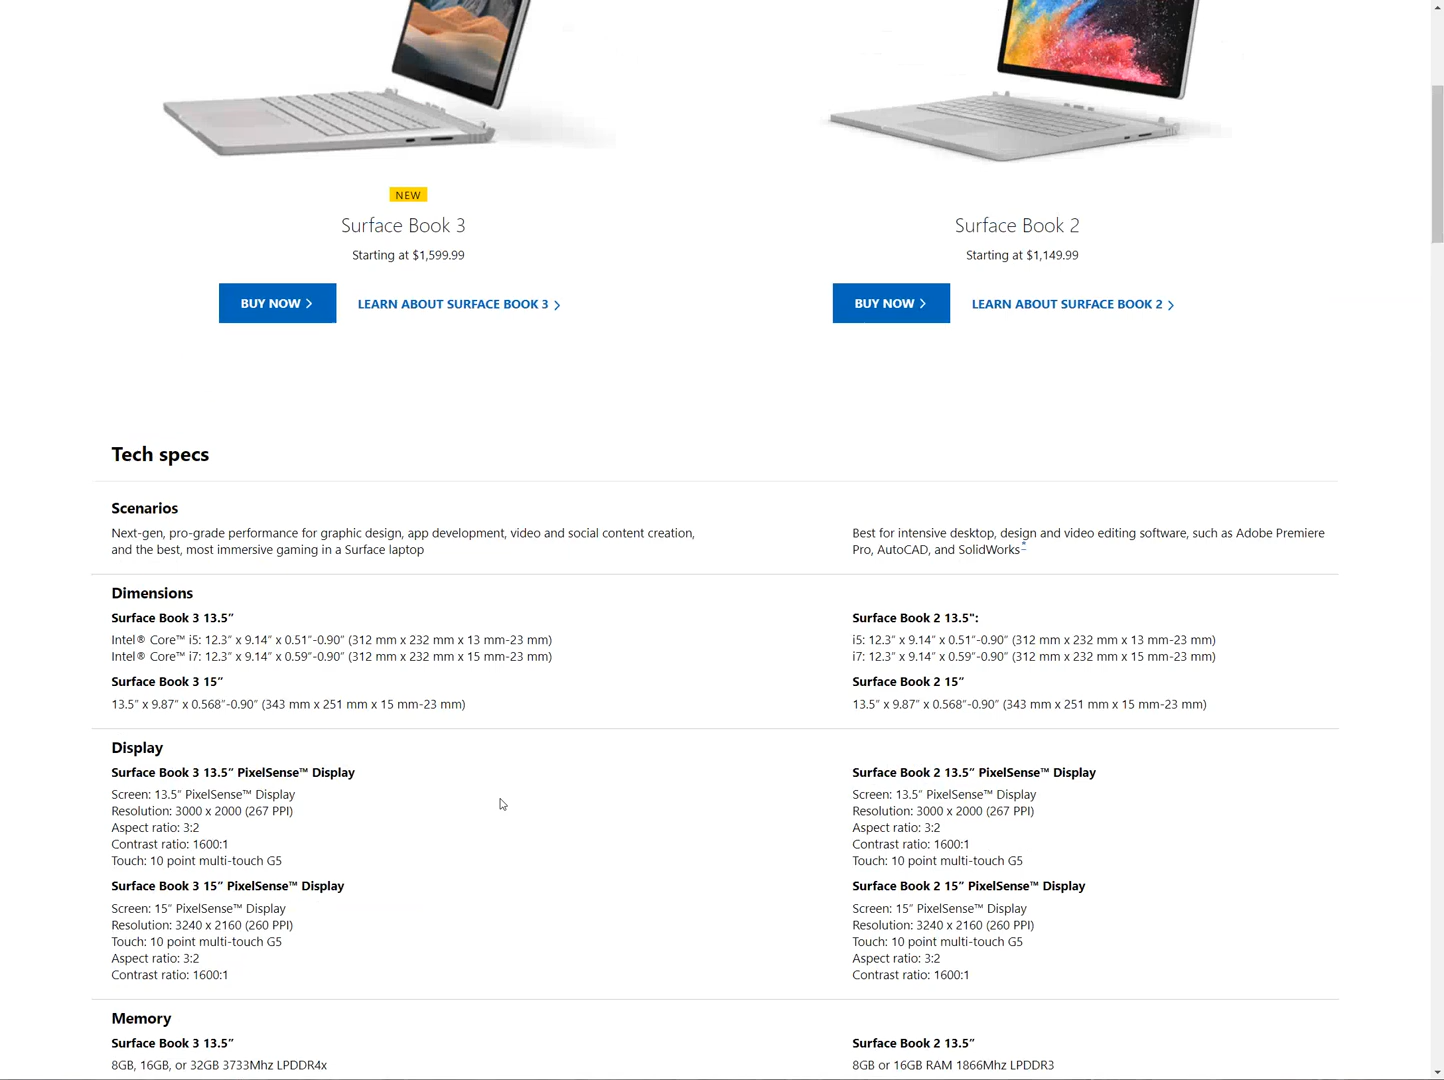 NEW
Surface Book 3
Starting at $1,599.99
BUY NOW
LEARN ABOUT SURFACE BOOK 3
Surface Book 2
Starting at $1,149.99
BUY NOW
LEARN ABOUT SURFACE BOOK 2
Tech specs
Scenarios
Next-gen, pro-grade performance for graphic design, app development, video and social content creation,
and the best, most immersive gaming in a Surface laptop
Best for intensive desktop, design and video editing software, such as Adobe Premiere
Pro, AutoCAD, and SolidWorks*
Dimensions
Surface Book 3 13.5”
Intel® Core™ i5: 12.3” x 9.14” x 0.51”-0.90” (312 mm x 232 mm x 13 mm-23 mm)
Intel® Core™ i7: 12.3” x 9.14” x 0.59”-0.90” (312 mm x 232 mm x 15 mm-23 mm)
Surface Book 3 15”
13.5” x 9.87” x 0.568”-0.90” (343 mm x 251 mm x 15 mm-23 mm)
Surface Book 2 13.5":
i5: 12.3” x 9.14” x 0.51”-0.90” (312 mm x 232 mm x 13 mm-23 mm)
i7: 12.3” x 9.14” x 0.59”-0.90” (312 mm x 232 mm x 15 mm-23 mm)
Surface Book 2 15”
13.5” x 9.87” x 0.568”-0.90” (343 mm x 251 mm x 15 mm-23 mm)
Display
Surface Book 3 13.5” PixelSense™ Display
Screen: 13.5” PixelSense™ Display
Resolution: 3000 x 2000 (267 PPI)
Aspect ratio: 3:2
Contrast ratio: 1600:1
Touch: 10 point multi-touch G5
Surface Book 3 15” PixelSense™ Display
Screen: 15” PixelSense™ Display
Resolution: 3240 x 2160 (260 PPI)
Touch: 10 point multi-touch G5
Aspect ratio: 3:2
Contrast ratio: 1600:1
Surface Book 2 13.5” PixelSense™ Display
Screen: 13.5” PixelSense™ Display
Resolution: 3000 x 2000 (267 PPI)
Aspect ratio: 3:2
Contrast ratio: 1600:1
Touch: 10 point multi-touch G5
Surface Book 2 15” PixelSense™ Display
Screen: 15” PixelSense™ Display
Resolution: 3240 x 2160 (260 PPI)
Touch: 10 point multi-touch G5
Aspect ratio: 3:2
Contrast ratio: 1600:1
Memory
Surface Book 3 13.5”
8GB, 16GB, or 32GB 3733Mhz LPDDR4x
Surface Book 2 13.5”
8GB or 16GB RAM 1866Mhz LPDDR3